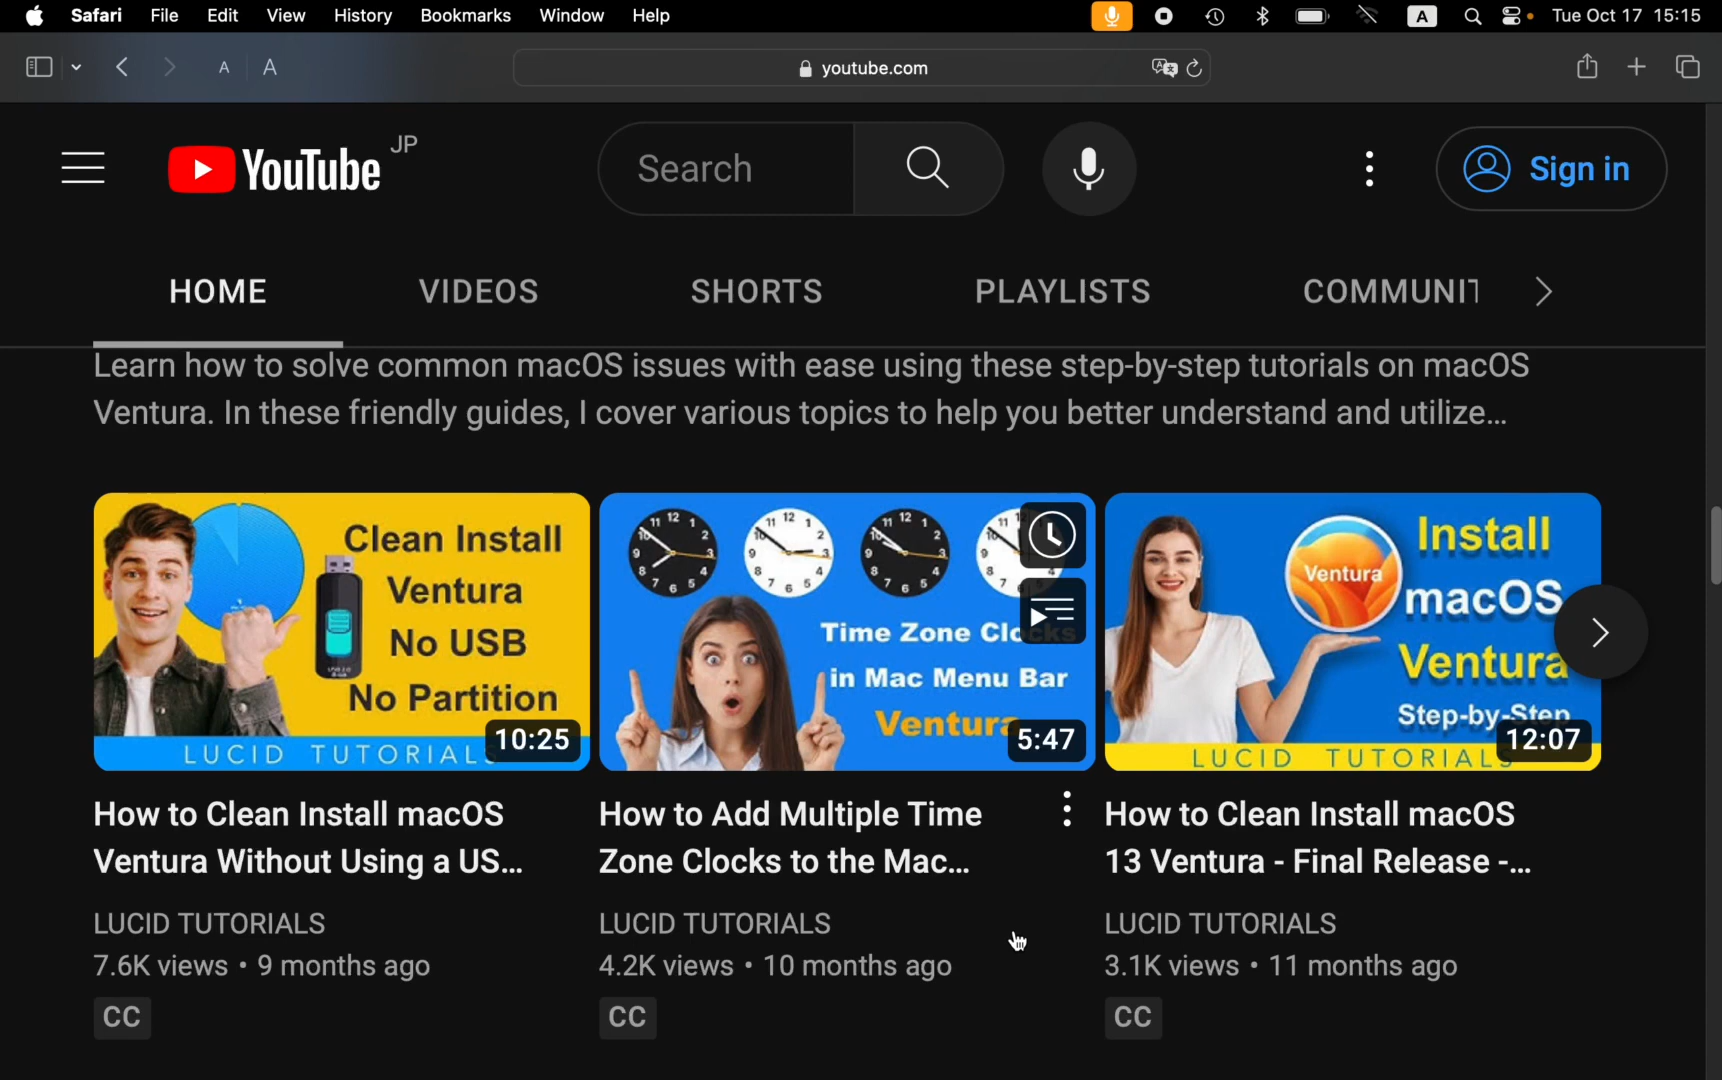 Safari File Edit View History Bookmarks Window Help A Tue Oct 17 15:15
A A youtube.com
YouTube JP Search Sign in
HOME VIDEOS SHORTS PLAYLISTS COMMUNIT
Learn how to solve common macOS issues with ease using these step-by-step tutorials on macOS
Ventura. In these friendly guides, I cover various topics to help you better understand and utilize...
Clean Install
Ventura
No USB
No Partition
LUCID TUTORIALS
10:25
Time Zone Clocks
in Mac Menu Bar
Ventura
5:47
Install
Ventura
macOS
Ventura
Step-by-Step
LUCID TUTORIALS
12:07
How to Clean Install macOS
Ventura Without Using a US...
LUCID TUTORIALS
7.6K views • 9 months ago
CC
How to Add Multiple Time
Zone Clocks to the Mac...
LUCID TUTORIALS
4.2K views • 10 months ago
CC
How to Clean Install macOS
13 Ventura - Final Release -...
LUCID TUTORIALS
3.1K views • 11 months ago
CC